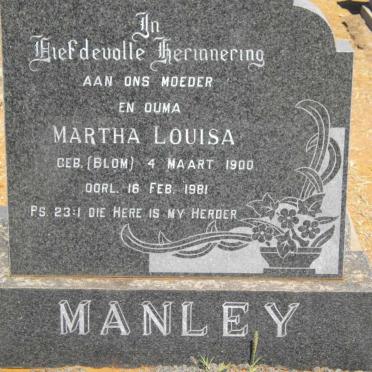 In
Liefdevolle Herinnering
AAN ONS MOEDER
EN OUMA
MARTHA LOUISA
GEB. (BLOM) 4 MAART 1900
OORL. 16 FEB. 1981
PS. 23:1 DIE HERE IS MY HERDER
MANLEY